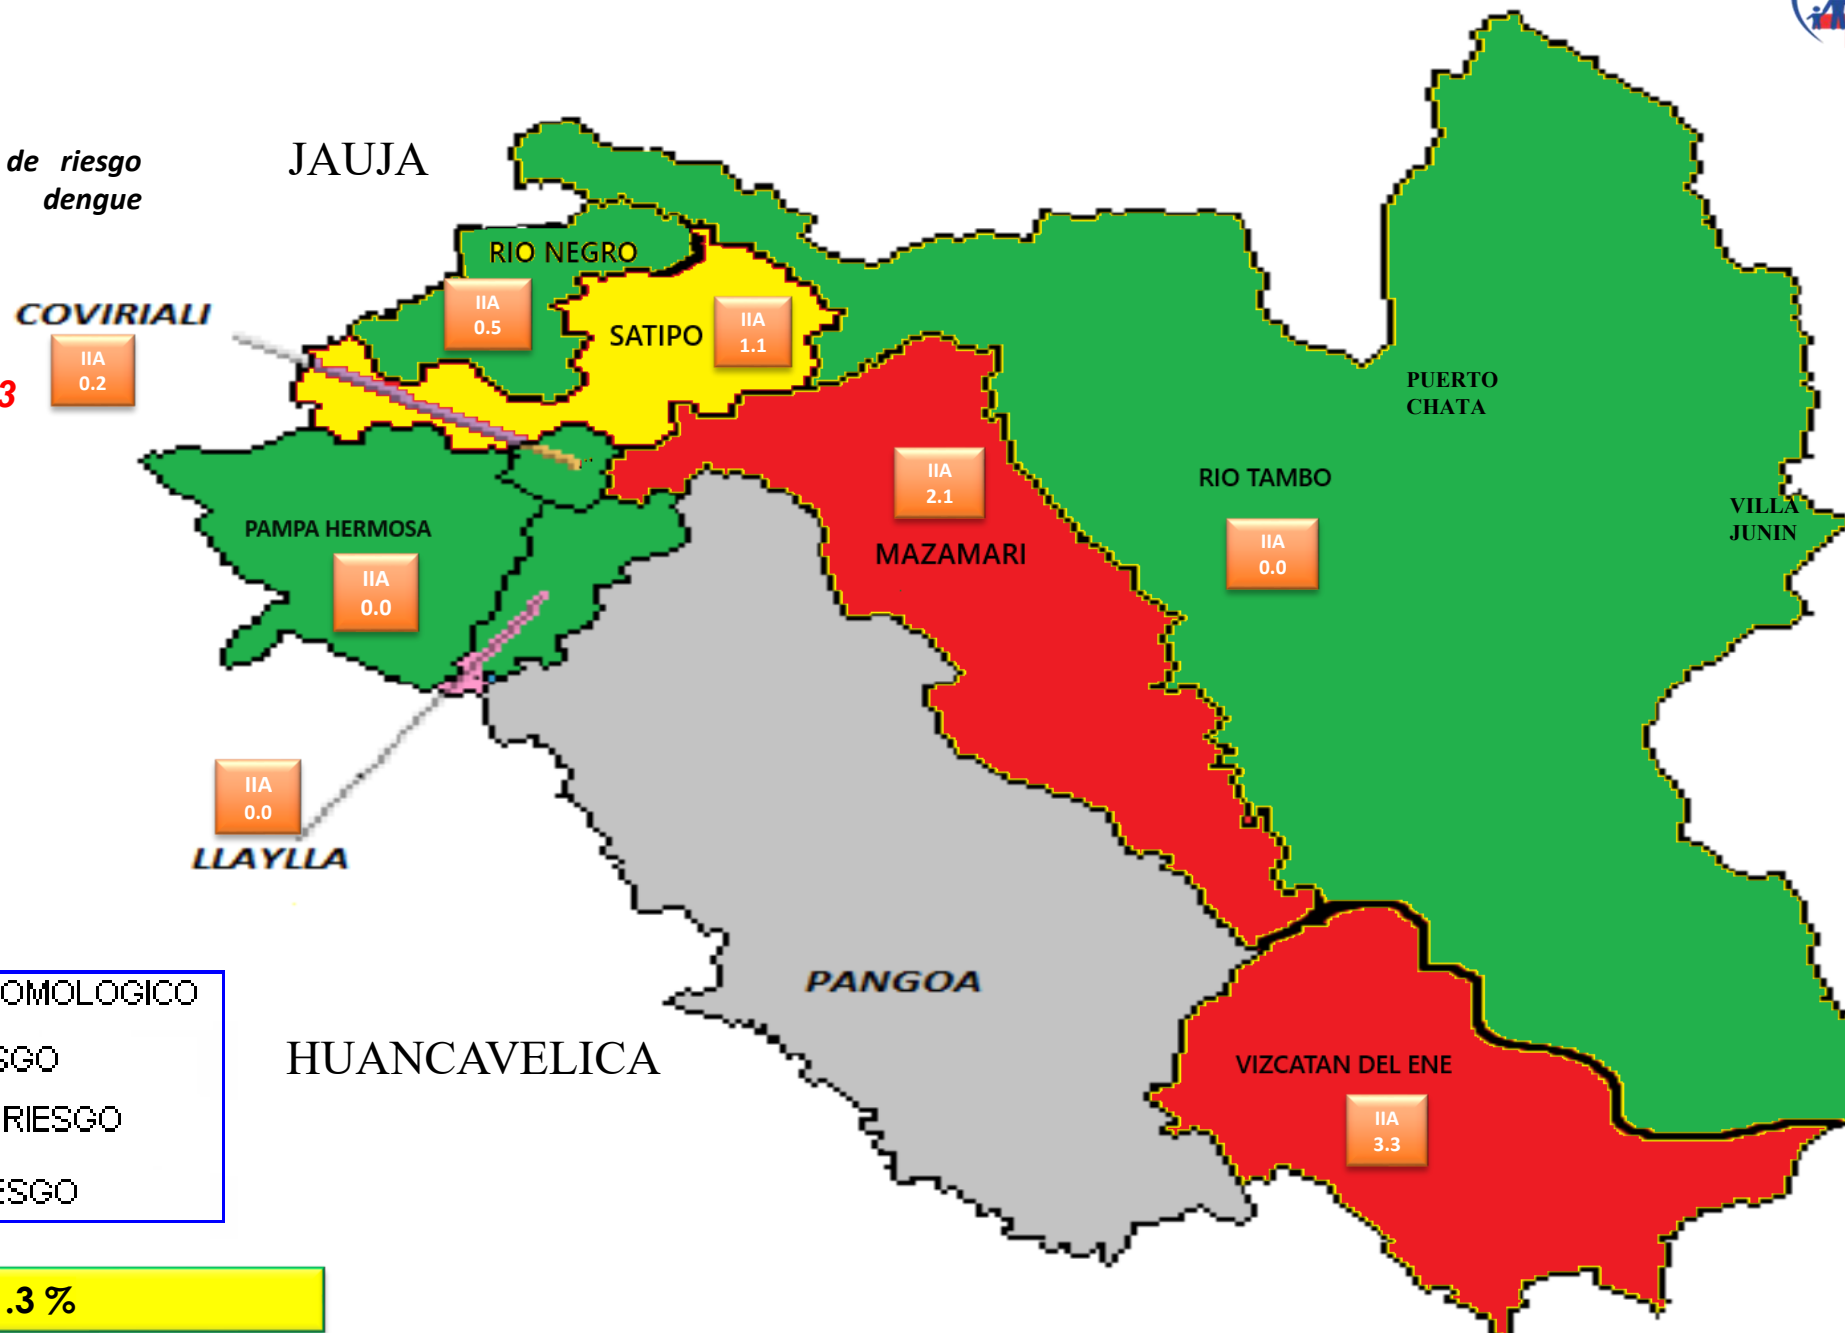 de riesgo
dengue
JAUJA
RIO NEGRO
IIA
0.5
COVIRIALI
IIA
0.2
3
SATIPO
IIA
1.1
PUERTO
CHATA
IIA
2.1
MAZAMARI
RIO TAMBO
IIA
0.0
VILLA
JUNIN
PAMPA HERMOSA
IIA
0.0
IIA
0.0
LLAYLLA
PANGOA
OMOLOGICO
SGO
RIESGO
ESGO
HUANCAVELICA
VIZCATAN DEL ENE
IIA
3.3
.3 %